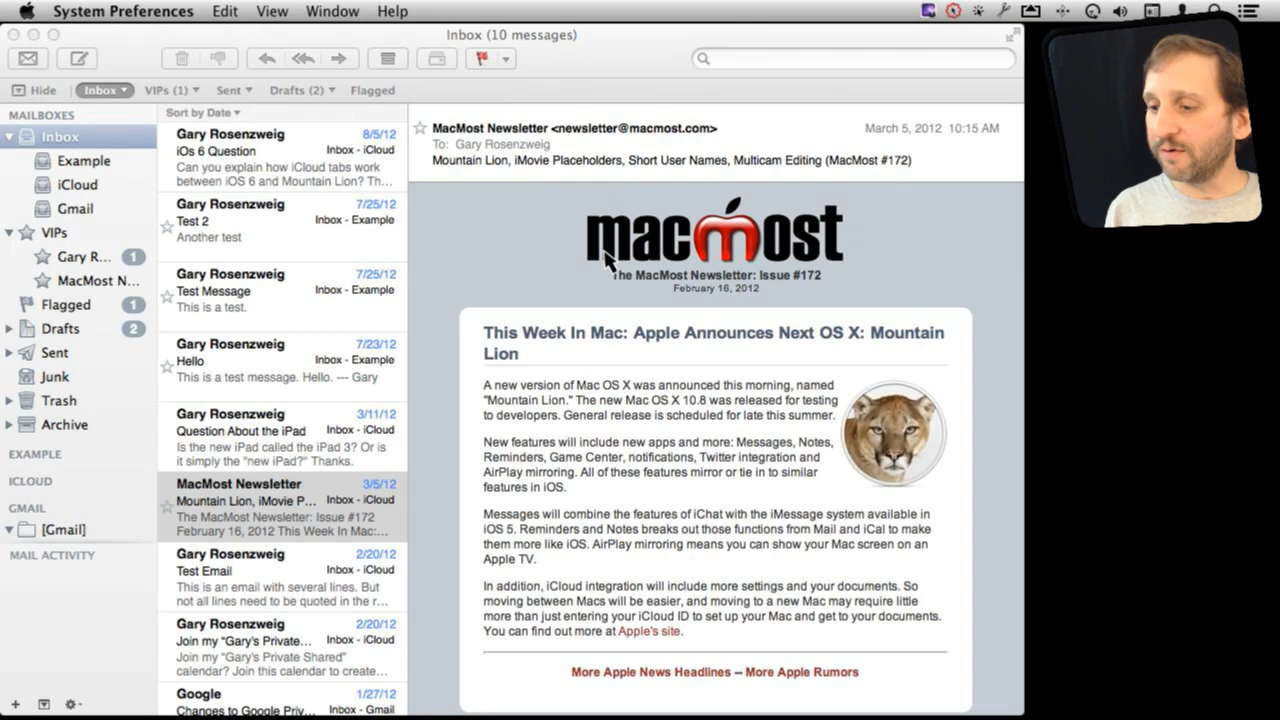 System Preferences Edit View Window Help
Inbox (10 messages)
Hide Inbox VIPs (1) Sent Drafts (2) Flagged
MAILBOXES
Inbox
Example
iCloud
Gmail
VIPs
Gary R... 1
MacMost N...
Flagged 1
Drafts 2
Sent
Junk
Trash
Archive
EXAMPLE
ICLOUD
GMAIL
[Gmail]
MAIL ACTIVITY
Sort by Date
Gary Rosenzweig 8/5/12
iOs 6 Question Inbox - iCloud
Can you explain how iCloud tabs work
between iOS 6 and Mountain Lion? Th...
Gary Rosenzweig 7/25/12
Test 2 Inbox - Example
Another test
Gary Rosenzweig 7/25/12
Test Message Inbox - Example
This is a test.
Gary Rosenzweig 7/23/12
Hello Inbox - Example
This is a test message. Hello. --- Gary
Gary Rosenzweig 3/11/12
Question About the iPad Inbox - iCloud
Is the new iPad called the iPad 3? Or is
it simply the "new iPad?" Thanks.
MacMost Newsletter 3/5/12
Mountain Lion, iMovie P... Inbox - iCloud
The MacMost Newsletter: Issue #172
February 16, 2012 This Week In Mac:...
Gary Rosenzweig 2/20/12
Test Email Inbox - iCloud
This is an email with several lines. But
not all lines need to be quoted in the r...
Gary Rosenzweig 2/20/12
Join my "Gary's Private... Inbox - iCloud
Join my "Gary's Private Shared"
calendar? Join this calendar to create...
Google 1/27/12
Changes to Google Priv... Inbox - Gmail
MacMost Newsletter <newsletter@macmost.com> March 5, 2012 10:15 AM
To: Gary Rosenzweig
Mountain Lion, iMovie Placeholders, Short User Names, Multicam Editing (MacMost #172)
macmost
The MacMost Newsletter: Issue #172
February 16, 2012
This Week In Mac: Apple Announces Next OS X: Mountain
Lion
A new version of Mac OS X was announced this morning, named
"Mountain Lion." The new Mac OS X 10.8 was released for testing
to developers. General release is scheduled for late this summer.
New features will include new apps and more: Messages, Notes,
Reminders, Game Center, notifications, Twitter integration and
AirPlay mirroring. All of these features mirror or tie in to similar
features in iOS.
Messages will combine the features of iChat with the iMessage system available in
iOS 5. Reminders and Notes breaks out those functions from Mail and iCal to make
them more like iOS. AirPlay mirroring means you can show your Mac screen on an
Apple TV.
In addition, iCloud integration will include more settings and your documents. So
moving between Macs will be easier, and moving to a new Mac may require little
more than just entering your iCloud ID to set up your Mac and get to your documents.
You can find out more at Apple's site.
More Apple News Headlines – More Apple Rumors